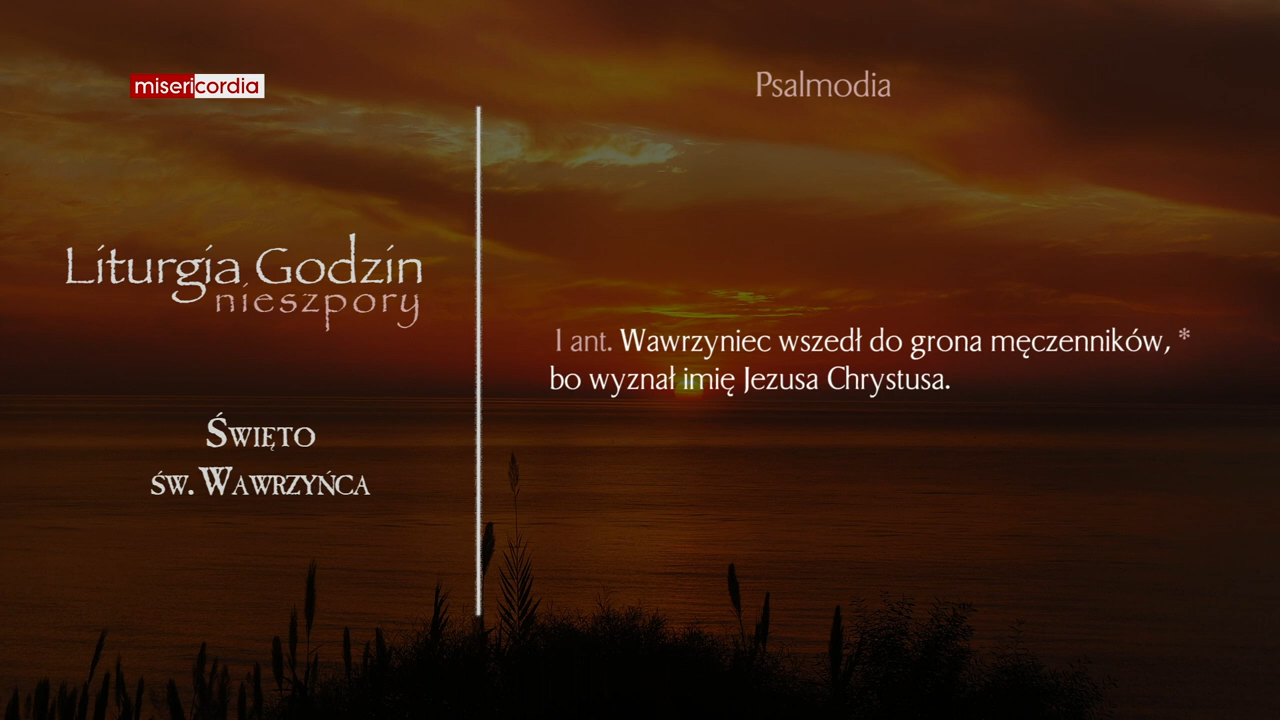 misericordia
Psalmodia
Liturgia Godzin
nieszpory
I ant. Wawrzyniec wszedł do grona męczenników, *
bo wyznał imię Jezusa Chrystusa.
Święto
św. Wawrzyńca